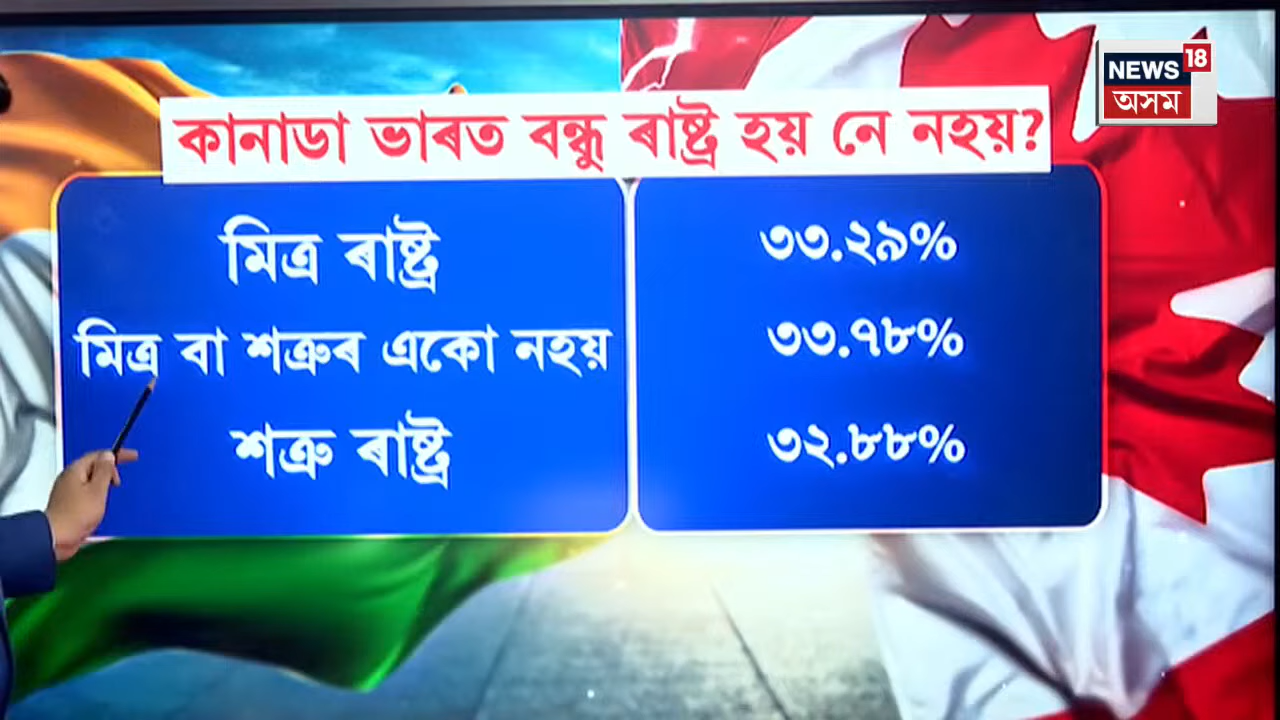 কানাডা ভাৰত বন্ধু ৰাষ্ট্ৰ হয় নে নহয়?
NEWS 18
অসম
মিত্ৰ ৰাষ্ট্ৰ ৩৩.২৯%
মিত্ৰ বা শত্ৰুৰ একো নহয় ৩৩.৭৮%
শত্ৰু ৰাষ্ট্ৰ ৩২.৮৮%